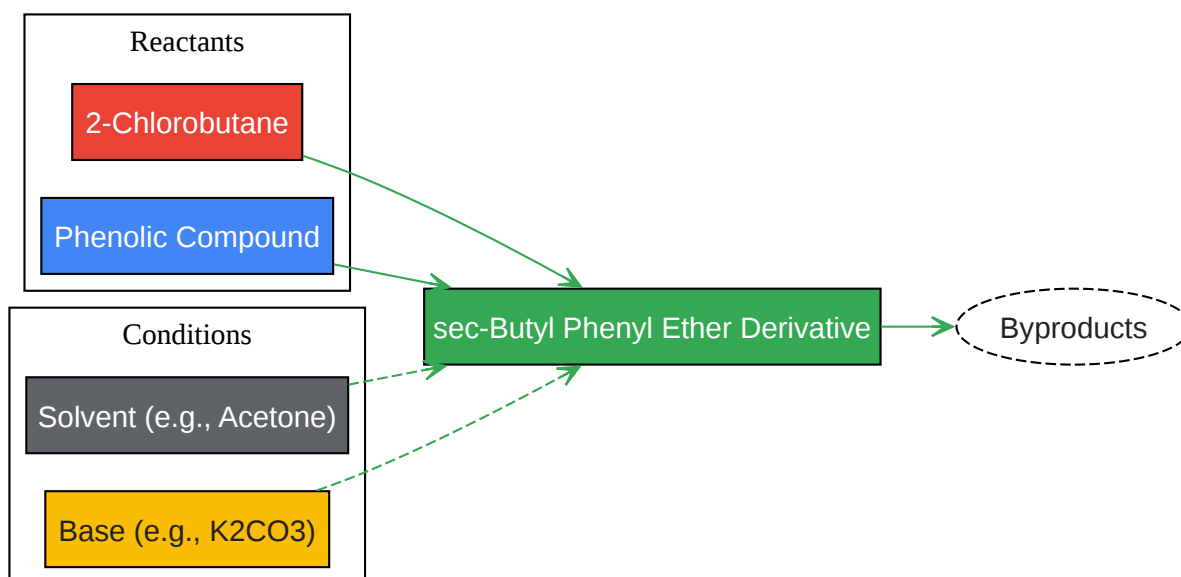 Reactants
2-Chlorobutane
Phenolic Compound
Conditions
Solvent (e.g., Acetone)
Base (e.g., K2CO3)
sec-Butyl Phenyl Ether Derivative
Byproducts